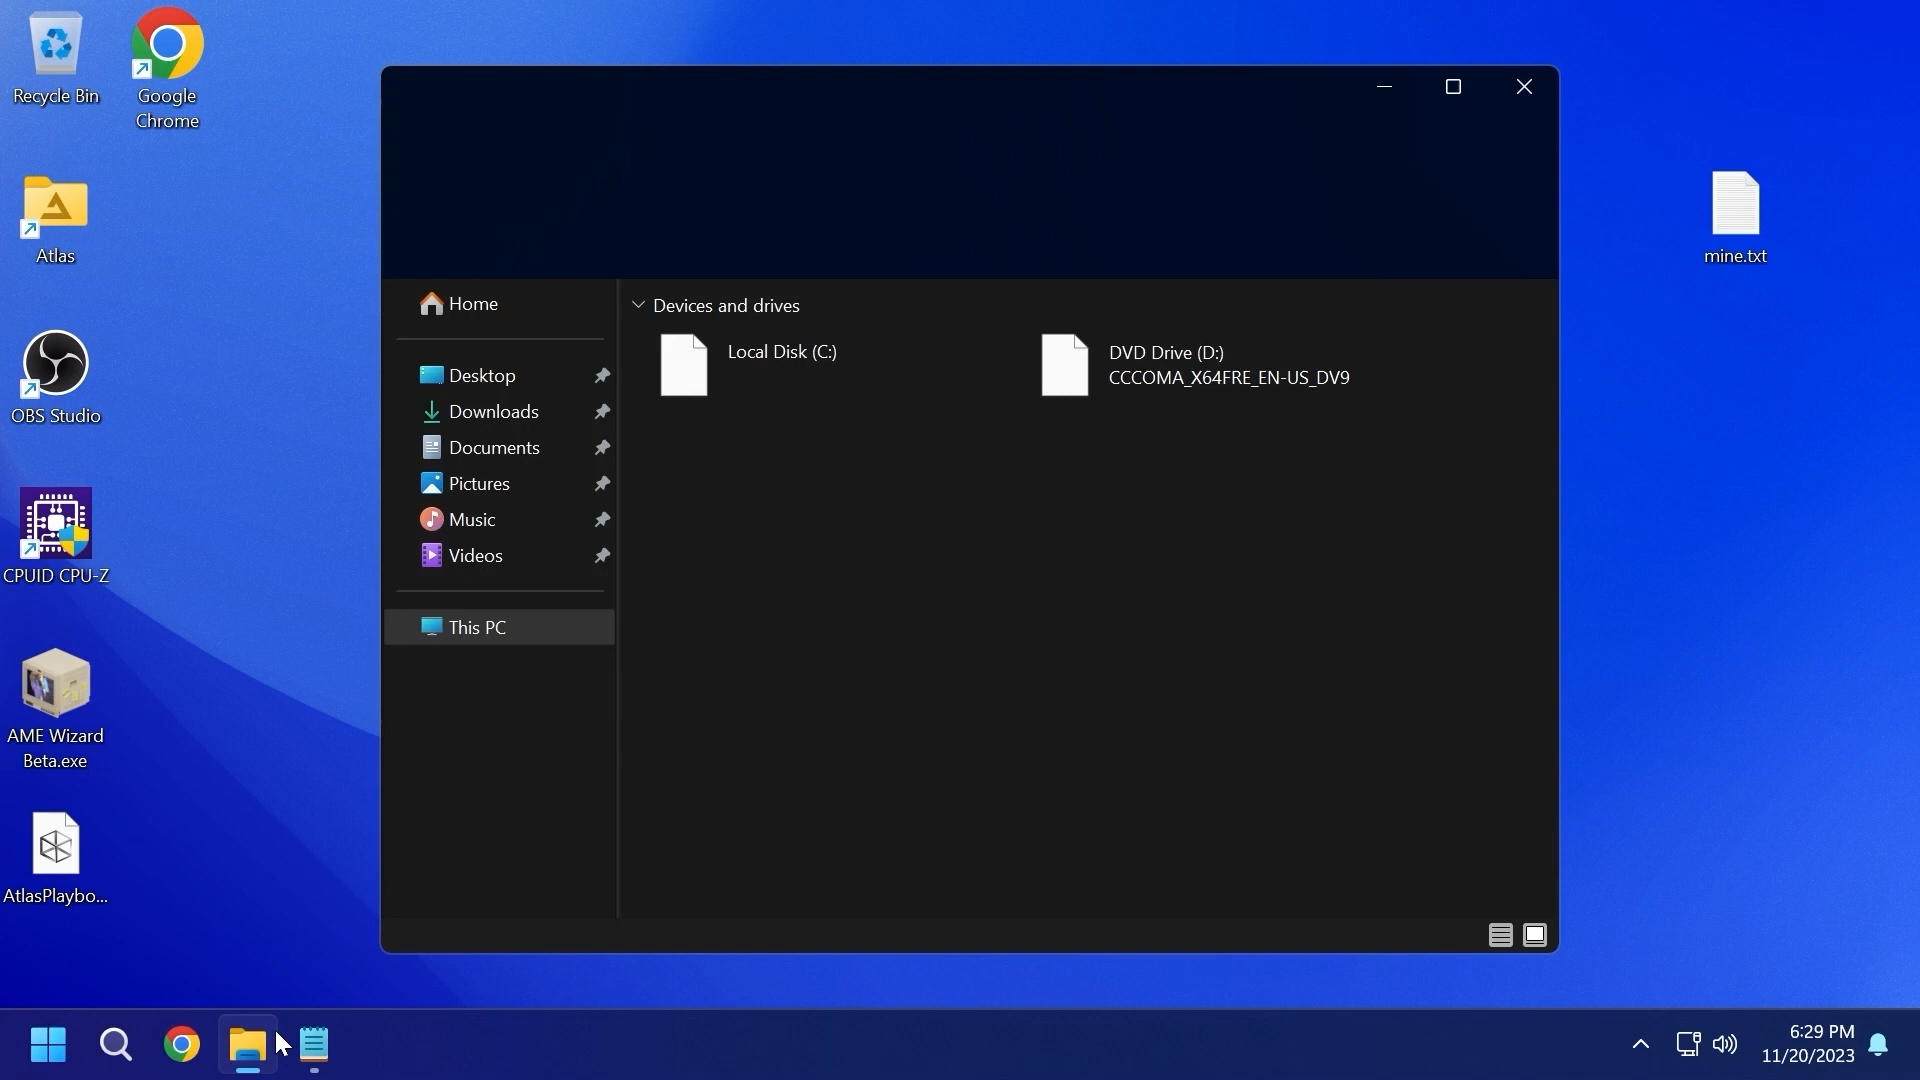 Recycle Bin
Google
Chrome
Atlas
OBS Studio
CPUID CPU-Z
AME Wizard
Beta.exe
AtlasPlaybo...
Home
Desktop
Downloads
Documents
Pictures
Music
Videos
This PC
Devices and drives
Local Disk (C:)
DVD Drive (D:)
CCCOMA_X64FRE_EN-US_DV9
mine.txt
6:29 PM
11/20/2023